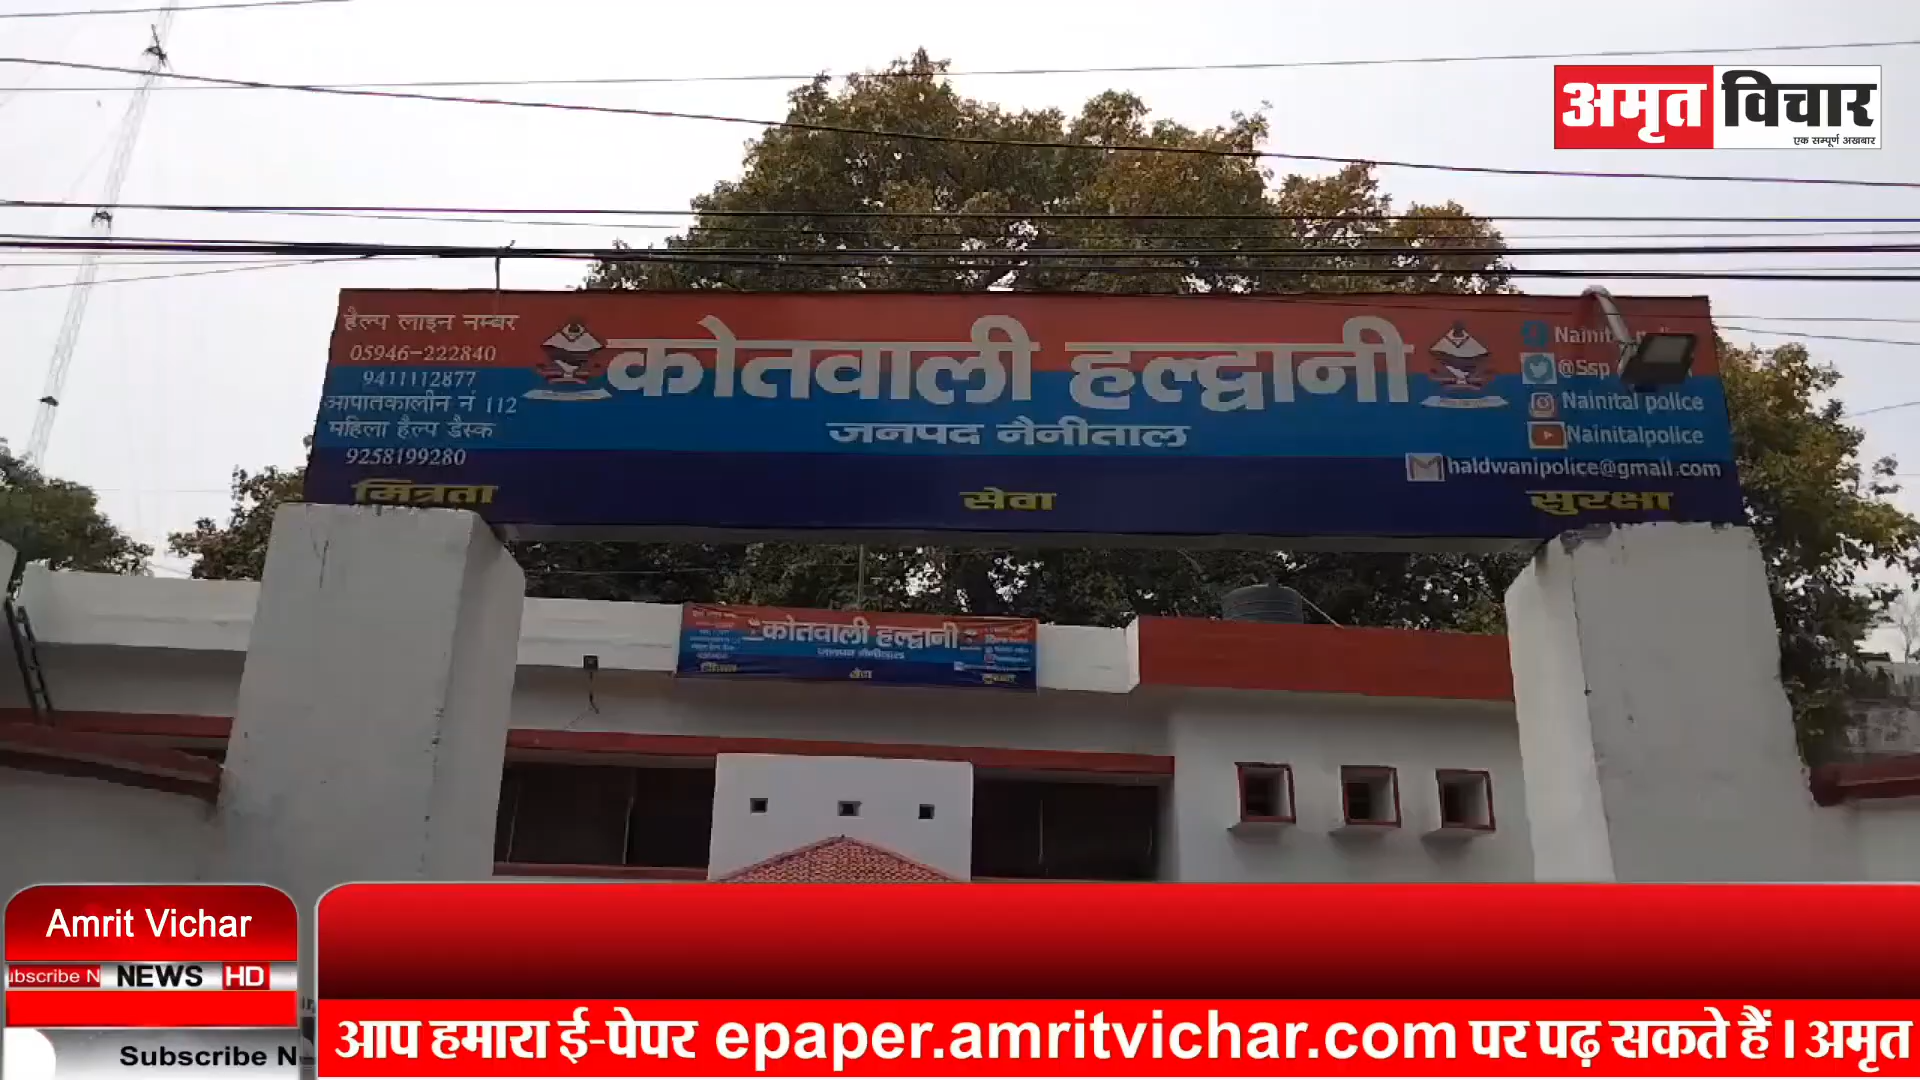 अमृत विचार
एक सम्पूर्ण अखबार
हैल्प लाइन नम्बर
05946-222840
9411112877
आपातकालीन नं 112
महिला हैल्प डैस्क
9258199280
कोतवाली हल्द्वानी
जनपद नैनीताल
@Ssp
Nainital police
Nainitalpolice
haldwanipolice@gmail.com
मित्रता सेवा सुरक्षा
कोतवाली हल्द्वानी
जनपद नैनीताल
सेवा
Amrit Vichar
ubscribe N NEWS HD
Subscribe N
आप हमारा ई-पेपर epaper.amritvichar.com पर पढ़ सकते हैं । अमृत